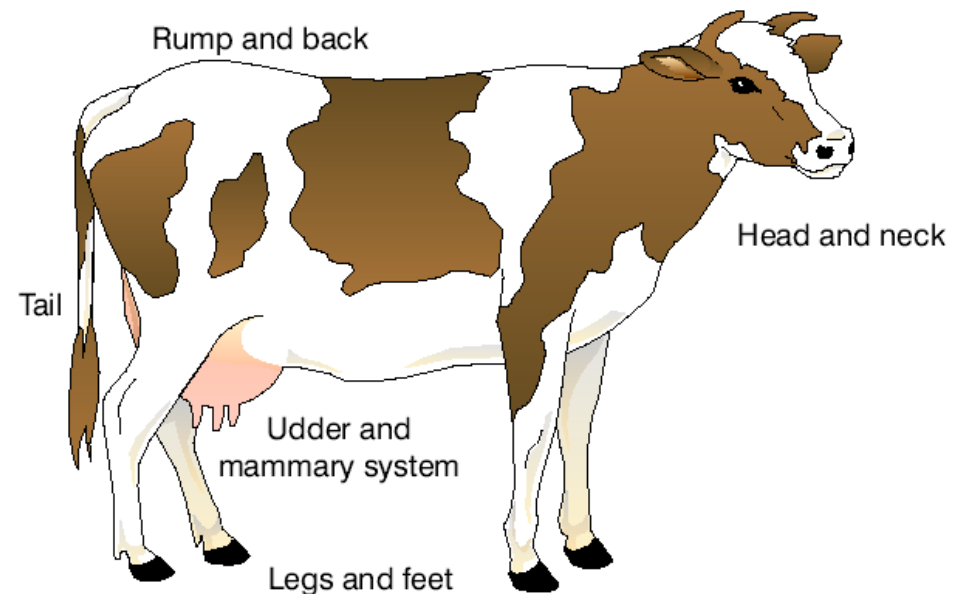 Rump and back
Head and neck
Tail
Udder and
mammary system
Legs and feet